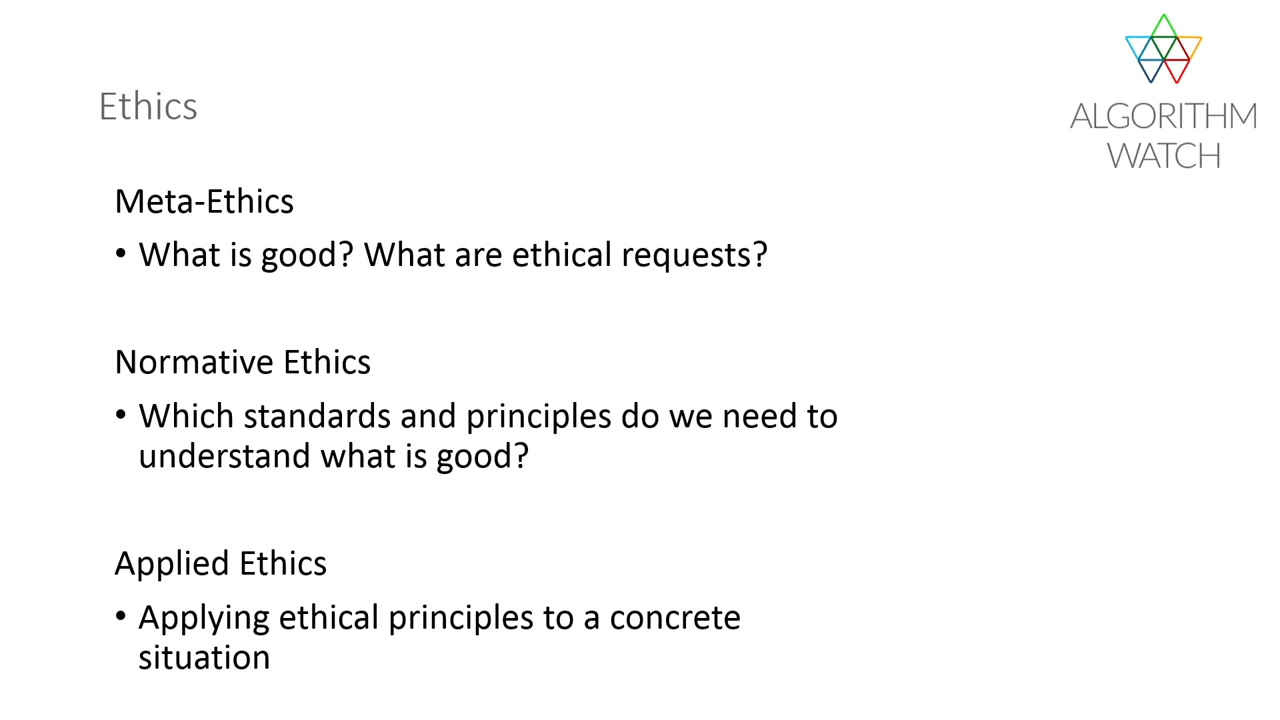 ALGORITHM
WATCH
Ethics
Meta-Ethics
• What is good? What are ethical requests?
Normative Ethics
• Which standards and principles do we need to
understand what is good?
Applied Ethics
• Applying ethical principles to a concrete
situation